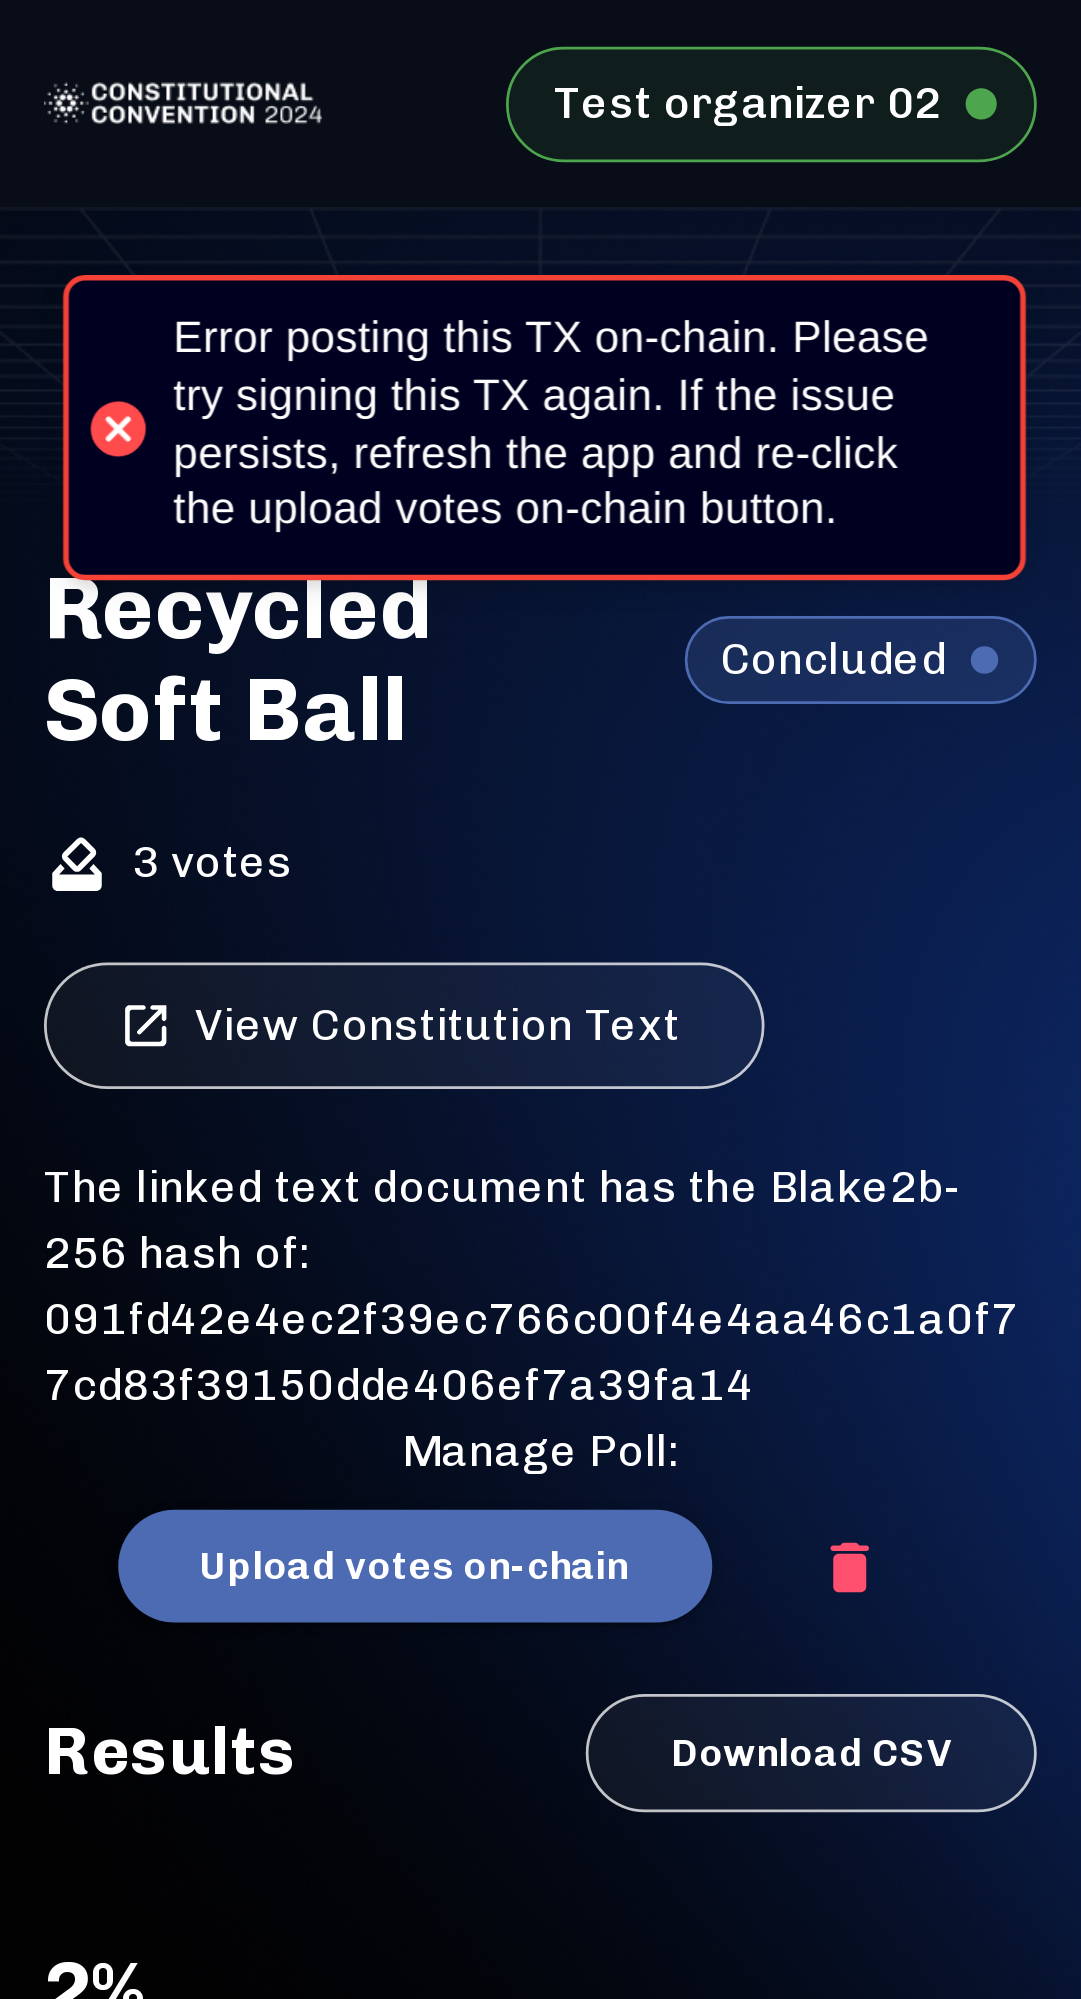 CONSTITUTIONAL
CONVENTION 2024
Test organizer 02
Error posting this TX on-chain. Please
try signing this TX again. If the issue
persists, refresh the app and re-click
the upload votes on-chain button.
Recycled
Soft Ball
Concluded
3 votes
View Constitution Text
The linked text document has the Blake2b-
256 hash of:
091fd42e4ec2f39ec766c00f4e4aa46c1a0f7
7cd83f39150dde406ef7a39fa14
Manage Poll:
Upload votes on-chain
Results
Download CSV
2%